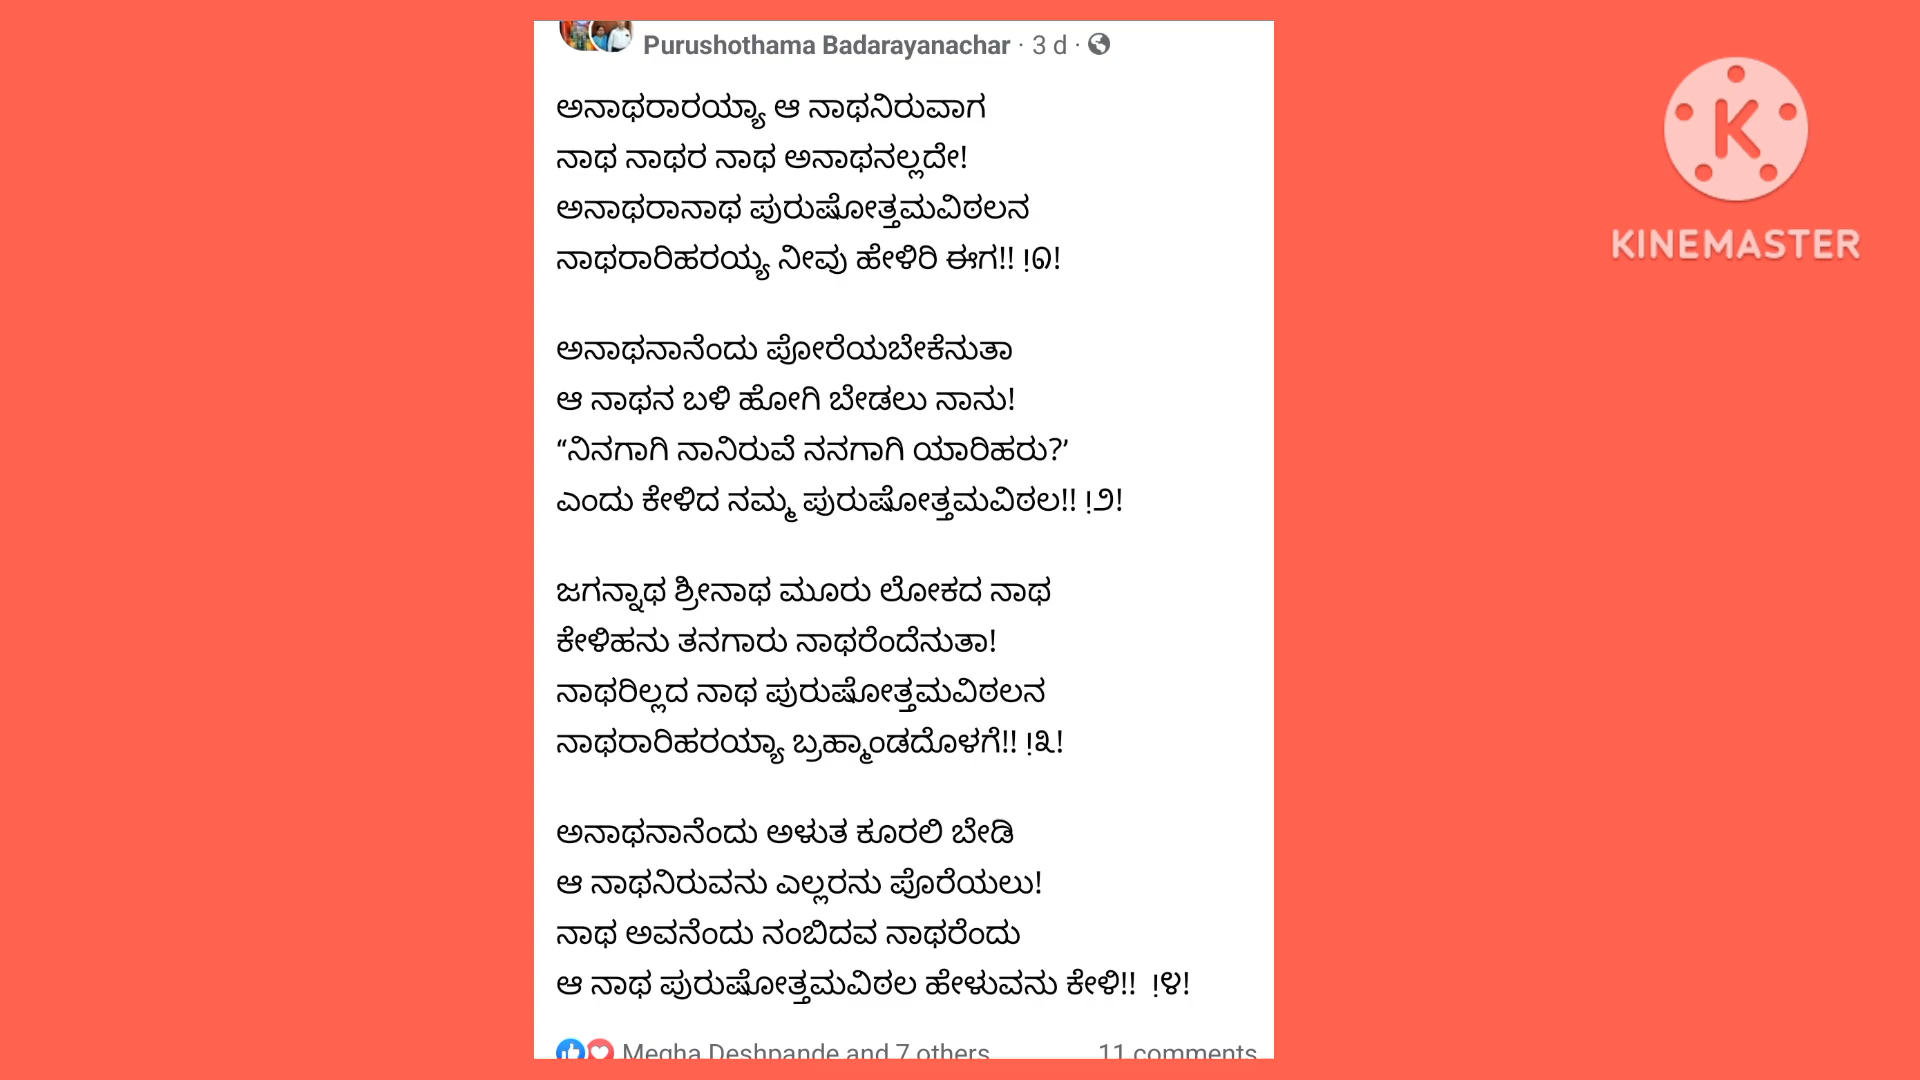 Purushothama Badarayanachar · 3 d ·
ಅನಾಥರಾರಯ್ಯಾ ಆ ನಾಥನಿರುವಾಗ
ನಾಥ ನಾಥರ ನಾಥ ಅನಾಥನಲ್ಲದೇ!
ಅನಾಥರಾನಾಥ ಪುರುಷೋತ್ತಮವಿಠಲನ
ನಾಥರಾರಿಹರಯ್ಯ ನೀವು ಹೇಳಿರಿ ಈಗ!! !೧!
ಅನಾಥನಾನೆಂದು ಪೋರೆಯಬೇಕೆನುತಾ
ಆ ನಾಥನ ಬಳಿ ಹೋಗಿ ಬೇಡಲು ನಾನು!
“ನಿನಗಾಗಿ ನಾನಿರುವೆ ನನಗಾಗಿ ಯಾರಿಹರು?’
ಎಂದು ಕೇಳಿದ ನಮ್ಮ ಪುರುಷೋತ್ತಮವಿಠಲ!! !೨!
ಜಗನ್ನಾಥ ಶ್ರೀನಾಥ ಮೂರು ಲೋಕದ ನಾಥ
ಕೇಳಿಹನು ತನಗಾರು ನಾಥರೆಂದೆನುತಾ!
ನಾಥರಿಲ್ಲದ ನಾಥ ಪುರುಷೋತ್ತಮವಿಠಲನ
ನಾಥರಾರಿಹರಯ್ಯಾ ಬ್ರಹ್ಮಾಂಡದೊಳಗೆ!! !೩!
ಅನಾಥನಾನೆಂದು ಅಳುತ ಕೂರಲಿ ಬೇಡಿ
ಆ ನಾಥನಿರುವನು ಎಲ್ಲರನು ಪೊರೆಯಲು!
ನಾಥ ಅವನೆಂದು ನಂಬಿದವ ನಾಥರೆಂದು
ಆ ನಾಥ ಪುರುಷೋತ್ತಮವಿಠಲ ಹೇಳುವನು ಕೇಳಿ!! !೪!
Megha Deshpande and 7 others 11 comments
K
KINEMASTER